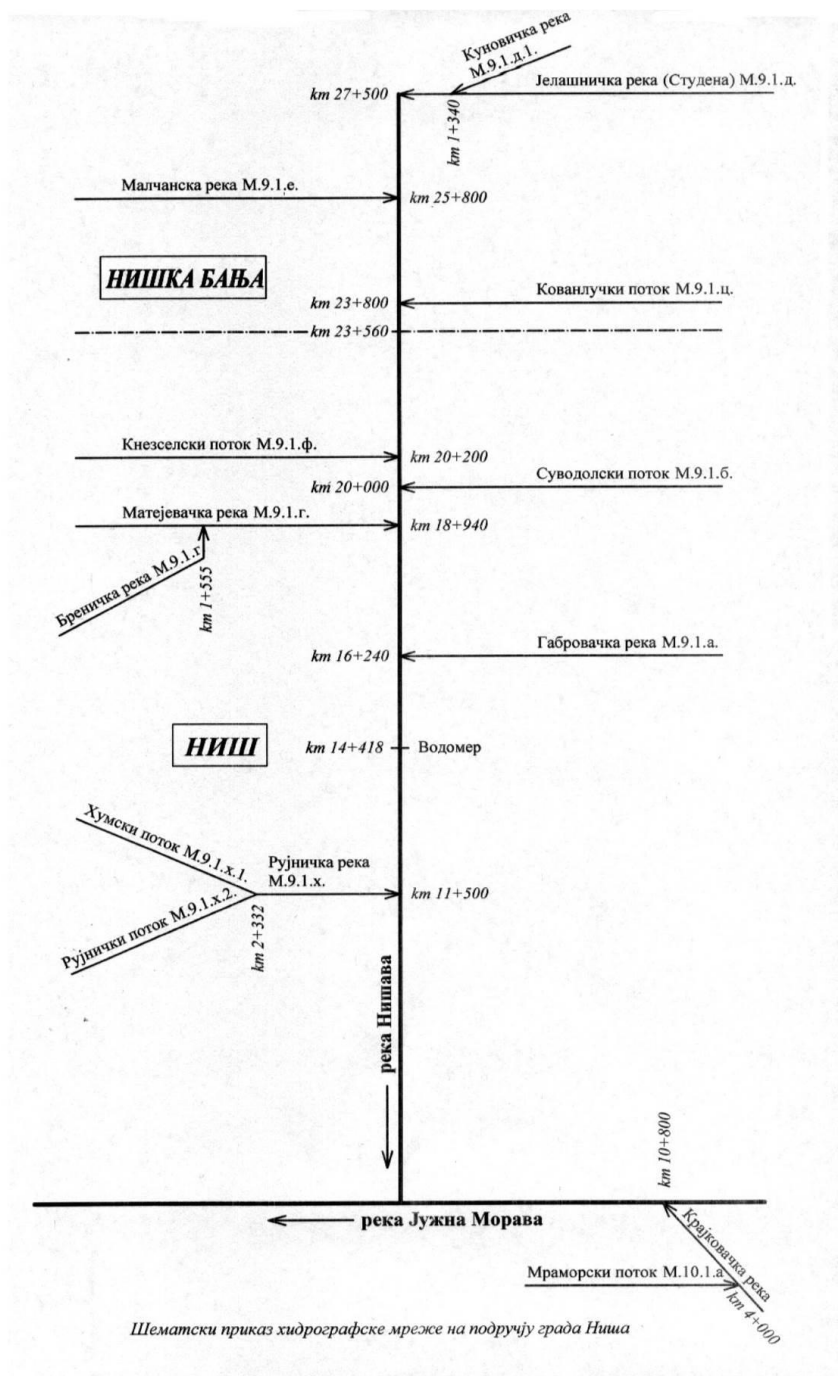 Куновичка река
М.9.1.д.1.
km 27+500
Јелашничка река (Студена) М.9.1.д.
km 1+340
Малчанска река М.9.1.е.
km 25+800
НИШКА БАЊА
Кованлучки поток М.9.1.ц.
km 23+800
km 23+560
Кнезселски поток М.9.1.ф.
km 20+200
Суводолски поток М.9.1.б.
km 20+000
Матејевачка река М.9.1.г.
km 18+940
Бреничка река М.9.1.г
km 1+555
Габровачка река М.9.1.а.
km 16+240
НИШ
km 14+418
Водомер
Хумски поток М.9.1.х.1.
Рујничка река
М.9.1.х.
km 11+500
Рујнички поток М.9.1.х.2.
km 2+332
река Нишава
km 10+800
река Јужна Морава
Крајковачка река
Мраморски поток М.10.1.а
km 4+000
Шематски приказ хидрографске мреже на подручју града Ниша